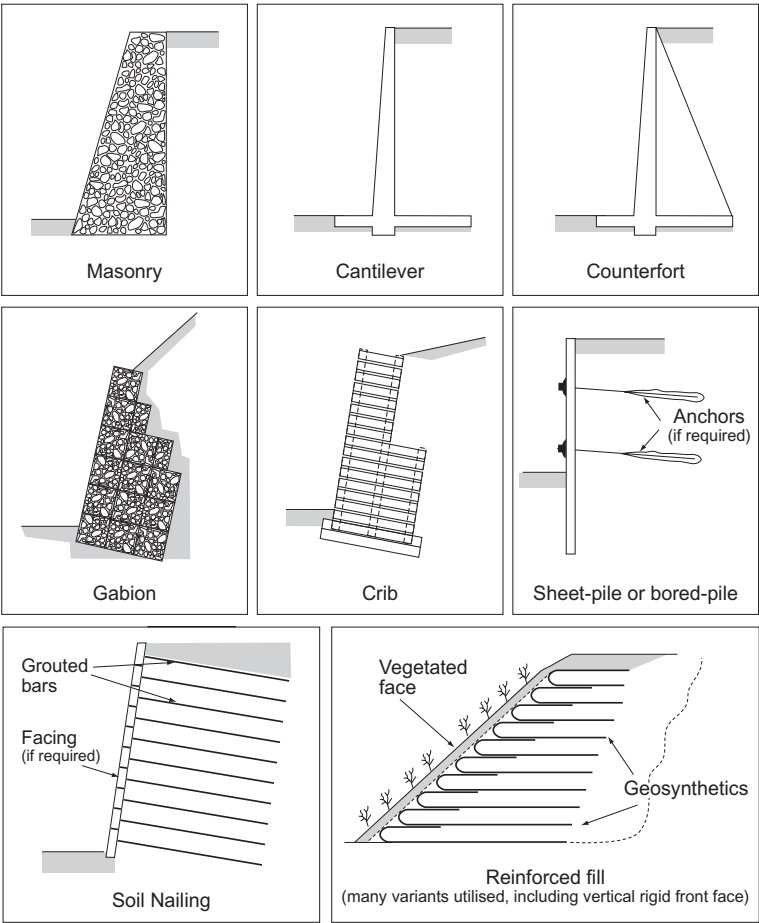 Masonry
Cantilever
Counterfort
Gabion
Crib
Anchors
(if required)
Sheet-pile or bored-pile
Grouted
bars
Facing
(if required)
Soil Nailing
Vegetated
face
Geosynthetics
Reinforced fill
(many variants utilised, including vertical rigid front face)